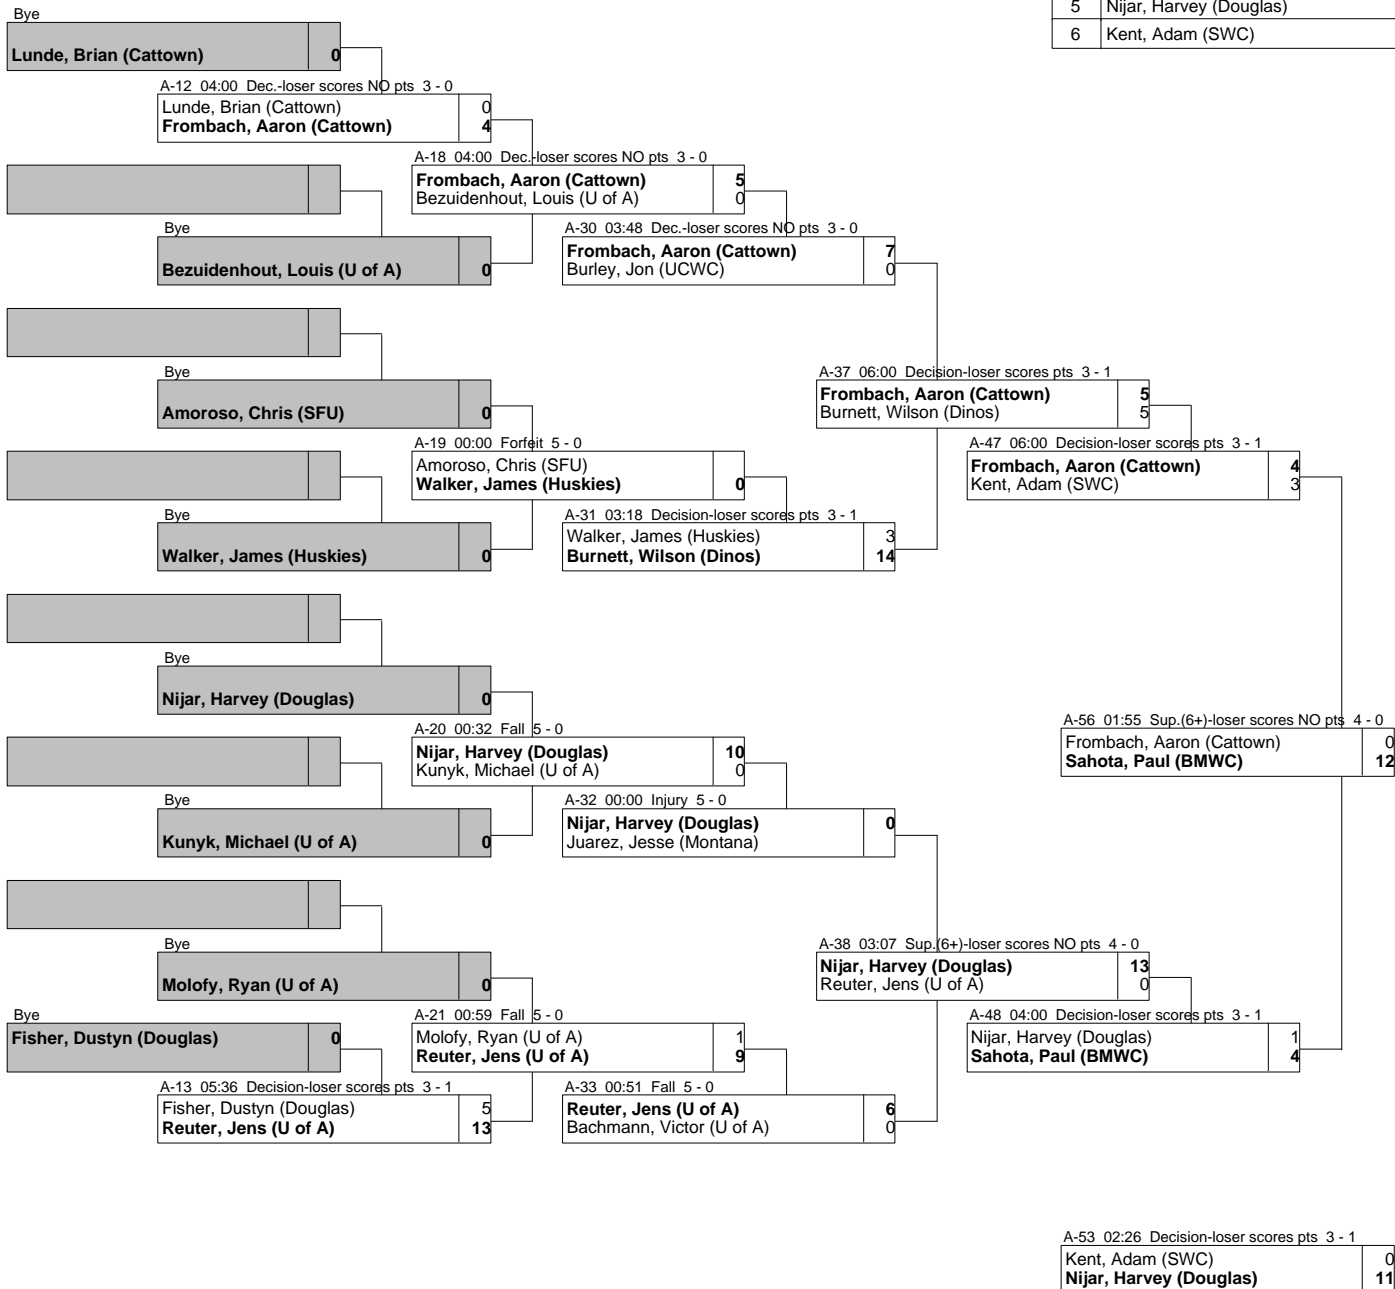 Bye
5 Nijar, Harvey (Douglas)
Lunde, Brian (Cattown) 0
6 Kent, Adam (SWC)
A-12 04:00 Dec.-loser scores NO pts 3 - 0
Lunde, Brian (Cattown) 0
Frombach, Aaron (Cattown) 4
A-18 04:00 Dec.-loser scores NO pts 3 - 0
Frombach, Aaron (Cattown) 5
Bezuidenhout, Louis (U of A) 0
Bye
Bezuidenhout, Louis (U of A) 0
A-30 03:48 Dec.-loser scores NO pts 3 - 0
Frombach, Aaron (Cattown) 7
Burley, Jon (UCWC) 0
Bye
Amoroso, Chris (SFU) 0
A-37 06:00 Decision-loser scores pts 3 - 1
Frombach, Aaron (Cattown) 5
Burnett, Wilson (Dinos) 5
A-19 00:00 Forfeit 5 - 0
Amoroso, Chris (SFU)
Walker, James (Huskies) 0
A-47 06:00 Decision-loser scores pts 3 - 1
Frombach, Aaron (Cattown) 4
Kent, Adam (SWC) 3
Bye
Walker, James (Huskies) 0
A-31 03:18 Decision-loser scores pts 3 - 1
Walker, James (Huskies) 3
Burnett, Wilson (Dinos) 14
Bye
Nijar, Harvey (Douglas) 0
A-20 00:32 Fall 5 - 0
Nijar, Harvey (Douglas) 10
Kunyk, Michael (U of A) 0
A-56 01:55 Sup.(6+)-loser scores NO pts 4 - 0
Frombach, Aaron (Cattown) 0
Sahota, Paul (BMWC) 12
Bye
Kunyk, Michael (U of A) 0
A-32 00:00 Injury 5 - 0
Nijar, Harvey (Douglas) 0
Juarez, Jesse (Montana)
Bye
Molofy, Ryan (U of A) 0
A-38 03:07 Sup.(6+)-loser scores NO pts 4 - 0
Nijar, Harvey (Douglas) 13
Reuter, Jens (U of A) 0
Bye
Fisher, Dustyn (Douglas) 0
A-21 00:59 Fall 5 - 0
Molofy, Ryan (U of A) 1
Reuter, Jens (U of A) 9
A-48 04:00 Decision-loser scores pts 3 - 1
Nijar, Harvey (Douglas) 1
Sahota, Paul (BMWC) 4
A-13 05:36 Decision-loser scores pts 3 - 1
Fisher, Dustyn (Douglas) 5
Reuter, Jens (U of A) 13
A-33 00:51 Fall 5 - 0
Reuter, Jens (U of A) 6
Bachmann, Victor (U of A) 0
A-53 02:26 Decision-loser scores pts 3 - 1
Kent, Adam (SWC) 0
Nijar, Harvey (Douglas) 11